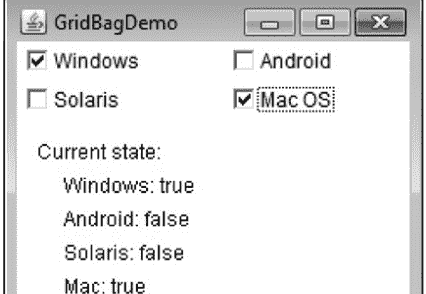 GridBagDemo
Windows Android
Solaris Mac OS
Current state:
Windows: true
Android: false
Solaris: false
Mac: true